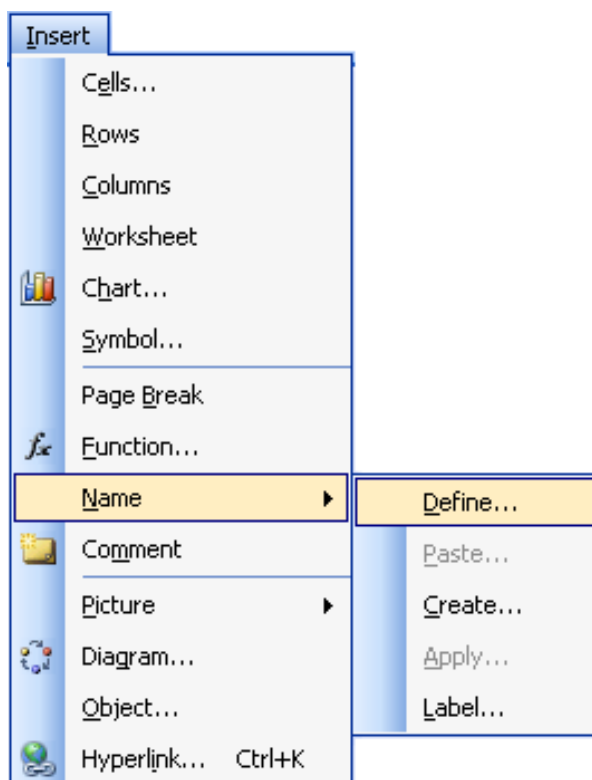 Insert
Cells...
Rows
Columns
Worksheet
Chart...
Symbol...
Page Break
fx Function...
Name
Comment
Picture
Diagram...
Object...
Hyperlink... Ctrl+K
Define...
Paste...
Create...
Apply...
Label...